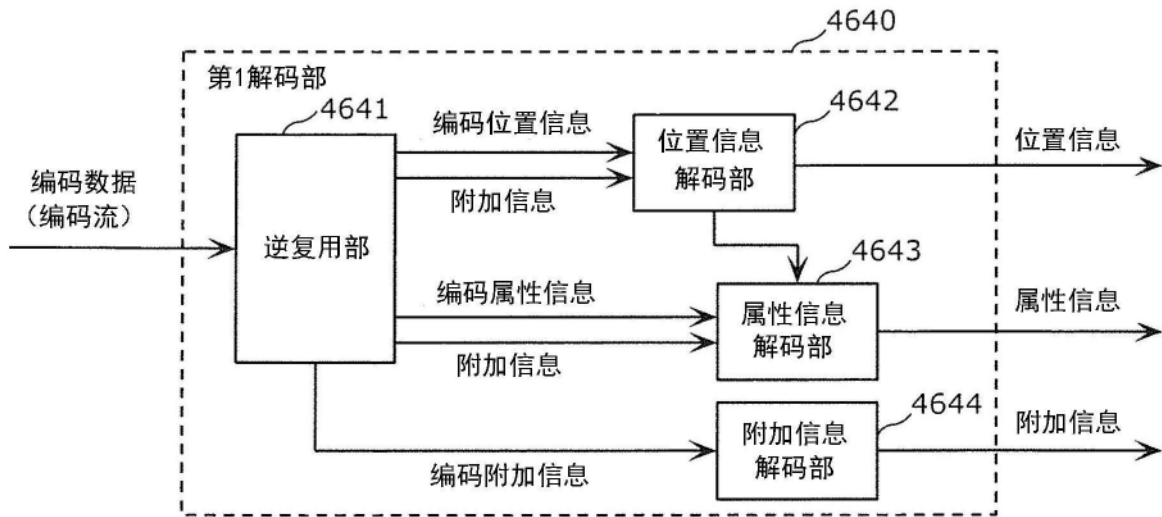 4640
第1解码部
4641
4642
编码位置信息
位置信息
解码部
位置信息
附加信息
编码数据
（编码流）
逆复用部
4643
编码属性信息
属性信息
解码部
属性信息
附加信息
4644
附加信息
解码部
附加信息
编码附加信息